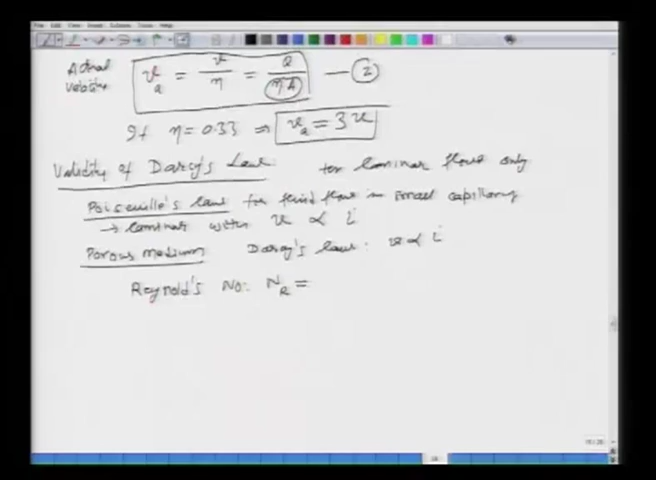 Actual
Velocity
v_a = v/η = Q/(ηA) — ②
If η = 0.33 ⇒ v_a = 3v
Validity of Darcy's Law for laminar flow only
Poiseuille's law for fluid flow in small capillary
→ laminar with v ∝ i
Porous medium Darcy's law: v ∝ i
Reynold's No: N_R =